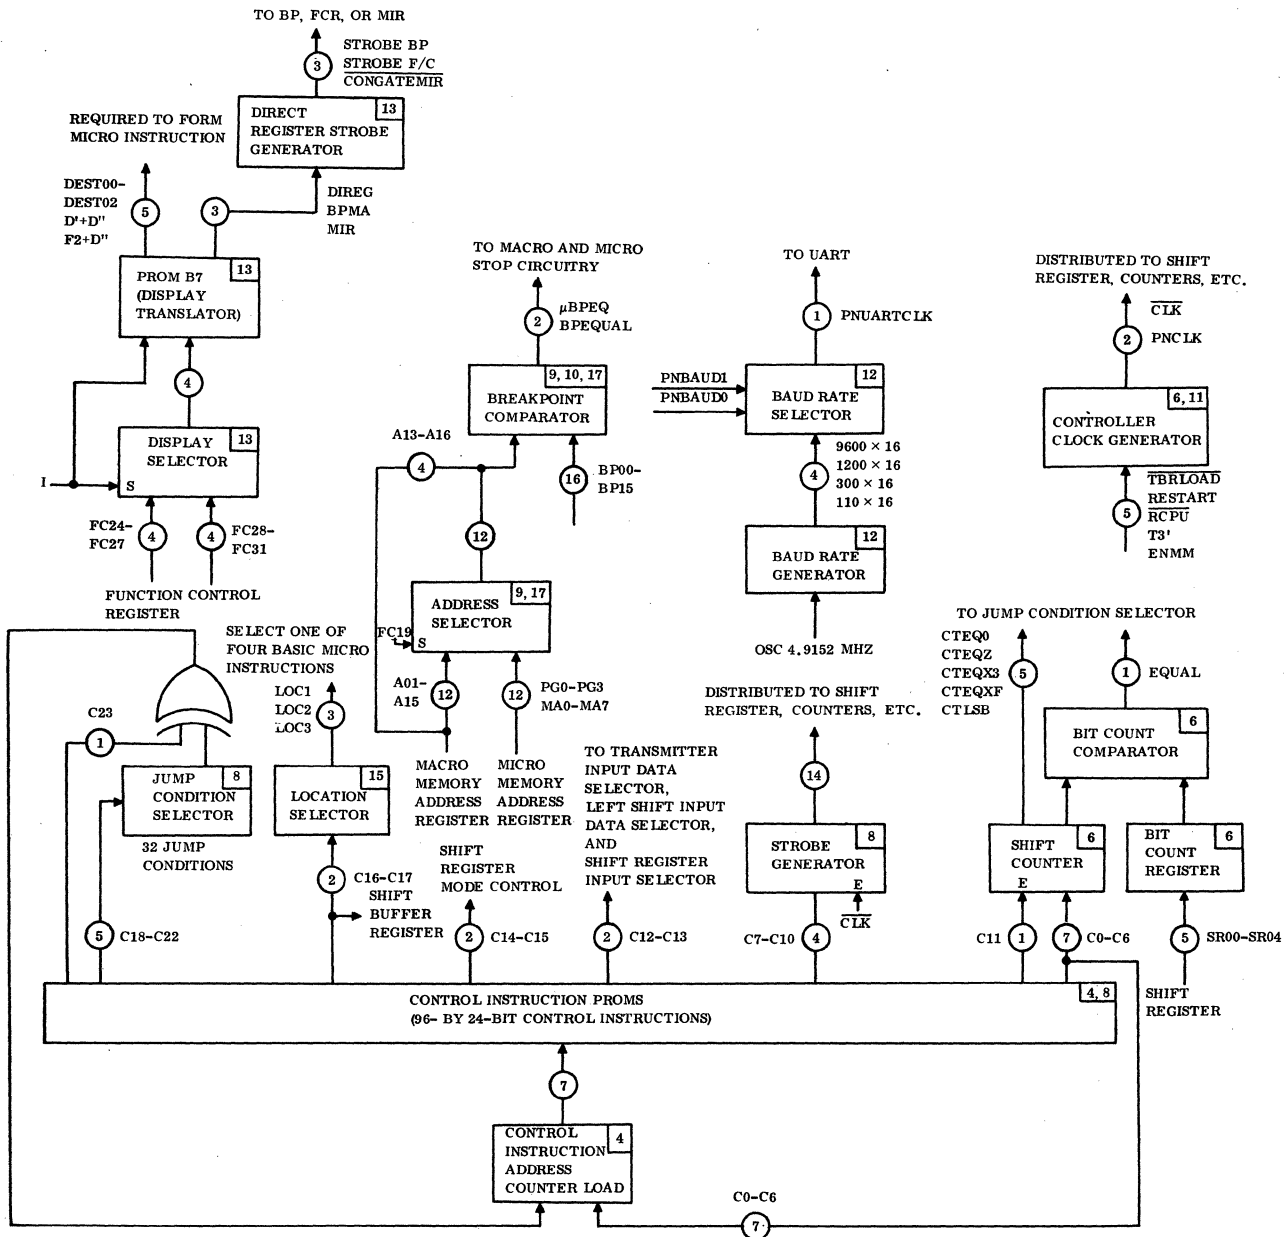 TO BP, FCR, OR MIR
3
STROBE BP
STROBE F/C
CONGATEMIR
13
DIRECT
REGISTER STROBE
GENERATOR
REQUIRED TO FORM
MICRO INSTRUCTION
DEST00-
DEST02
D'+D"
F2+D"
5
3
DIREG
BPMA
MIR
13
PROM B7
(DISPLAY
TRANSLATOR)
4
13
DISPLAY
SELECTOR
I
S
FC24-
FC27
4
4
FC28-
FC31
FUNCTION CONTROL
REGISTER
TO MACRO AND MICRO
STOP CIRCUITRY
2
μBPEQ
BPEQUAL
9, 10, 17
BREAKPOINT
COMPARATOR
A13-A16
4
16
BP00-
BP15
12
9, 17
ADDRESS
SELECTOR
FC19
S
A01-
A15
12
12
PG0-PG3
MA0-MA7
MACRO
MEMORY
ADDRESS
REGISTER
MICRO
MEMORY
ADDRESS
REGISTER
TO UART
1
PNUARTCLK
PNBAUD1
PNBAUD0
12
BAUD RATE
SELECTOR
4
9600 × 16
1200 × 16
300 × 16
110 × 16
12
BAUD RATE
GENERATOR
OSC 4.9152 MHZ
DISTRIBUTED TO SHIFT
REGISTER, COUNTERS, ETC.
CLK
2
PNCLK
6, 11
CONTROLLER
CLOCK GENERATOR
5
TBRLOAD
RESTART
RCPU
T3'
ENMM
C23
1
8
JUMP
CONDITION
SELECTOR
32 JUMP
CONDITIONS
5
C18-C22
SELECT ONE OF
FOUR BASIC MICRO
INSTRUCTIONS
LOC1
LOC2
LOC3
3
15
LOCATION
SELECTOR
2
C16-C17
SHIFT
BUFFER
REGISTER
SHIFT
REGISTER
MODE CONTROL
2
C14-C15
TO TRANSMITTER
INPUT DATA
SELECTOR,
LEFT SHIFT INPUT
DATA SELECTOR,
AND
SHIFT REGISTER
INPUT SELECTOR
2
C12-C13
DISTRIBUTED TO SHIFT
REGISTER, COUNTERS, ETC.
14
8
STROBE
GENERATOR
E
CLK
C7-C10
4
TO JUMP CONDITION SELECTOR
CTEQ0
CTEQZ
CTEQX3
CTEQXF
CTLSB
5
1
EQUAL
6
BIT COUNT
COMPARATOR
6
SHIFT
COUNTER
E
6
BIT
COUNT
REGISTER
C11
1
7
C0-C6
5
SR00-SR04
SHIFT
REGISTER
4, 8
CONTROL INSTRUCTION PROMS
(96- BY 24-BIT CONTROL INSTRUCTIONS)
7
4
CONTROL
INSTRUCTION
ADDRESS
COUNTER LOAD
C0-C6
7